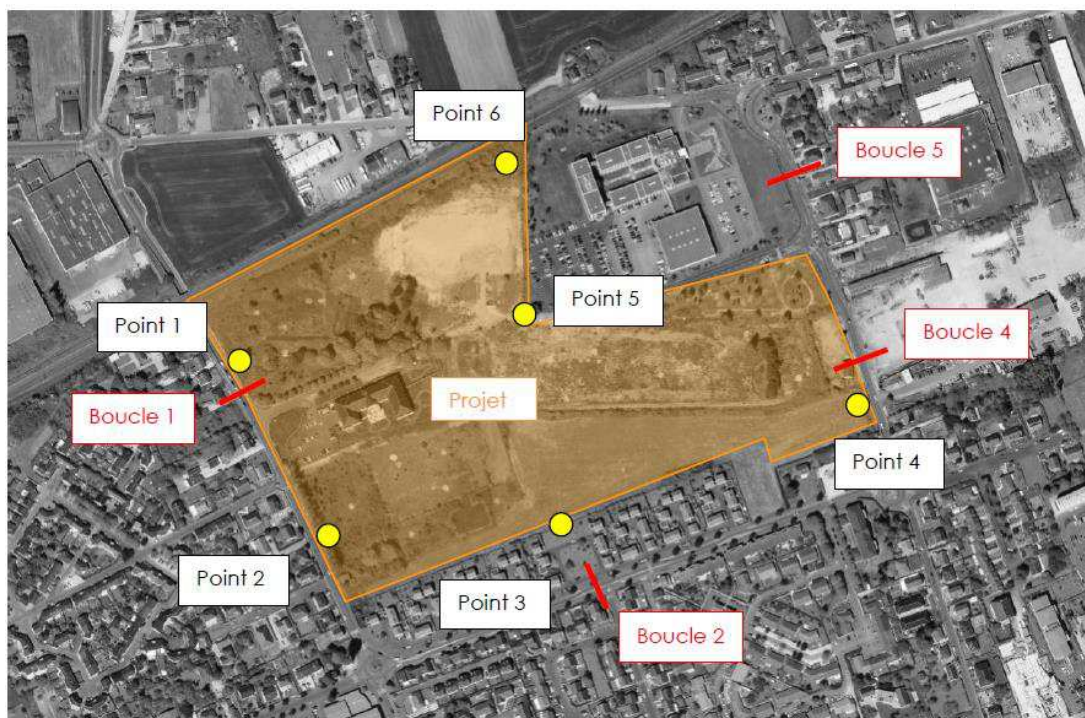 Point 6
Boucle 5
Point 5
Point 1
Boucle 4
Boucle 1
Projet
Point 4
Point 2
Point 3
Boucle 2